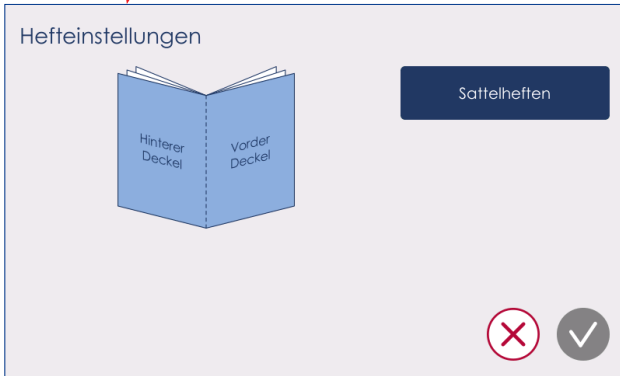 Hefteinstellungen
Sattelheften
Hinterer
Deckel
Vorder
Deckel